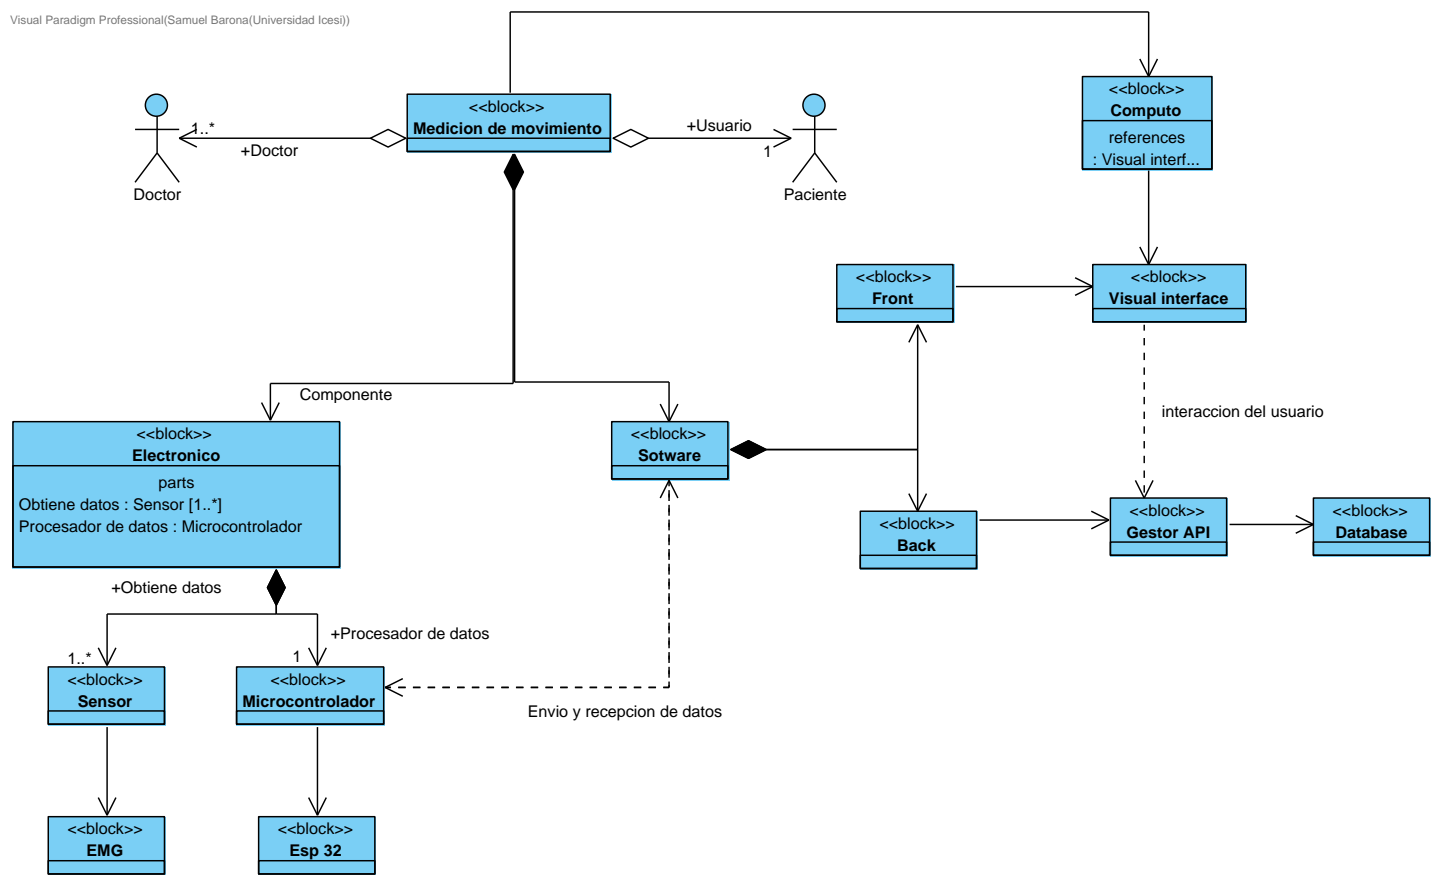 Visual Paradigm Professional(Samuel Barona(Universidad Icesi))
<<block>>
Medicion de movimiento
1..*
+Doctor
Doctor
+Usuario
1
Paciente
<<block>>
Computo
references
: Visual interf...
<<block>>
Front
<<block>>
Visual interface
Componente
interaccion del usuario
<<block>>
Electronico
parts
Obtiene datos : Sensor [1..*]
Procesador de datos : Microcontrolador
<<block>>
Sotware
<<block>>
Back
<<block>>
Gestor API
<<block>>
Database
+Obtiene datos
+Procesador de datos
1..*
1
<<block>>
Sensor
<<block>>
Microcontrolador
Envio y recepcion de datos
<<block>>
EMG
<<block>>
Esp 32